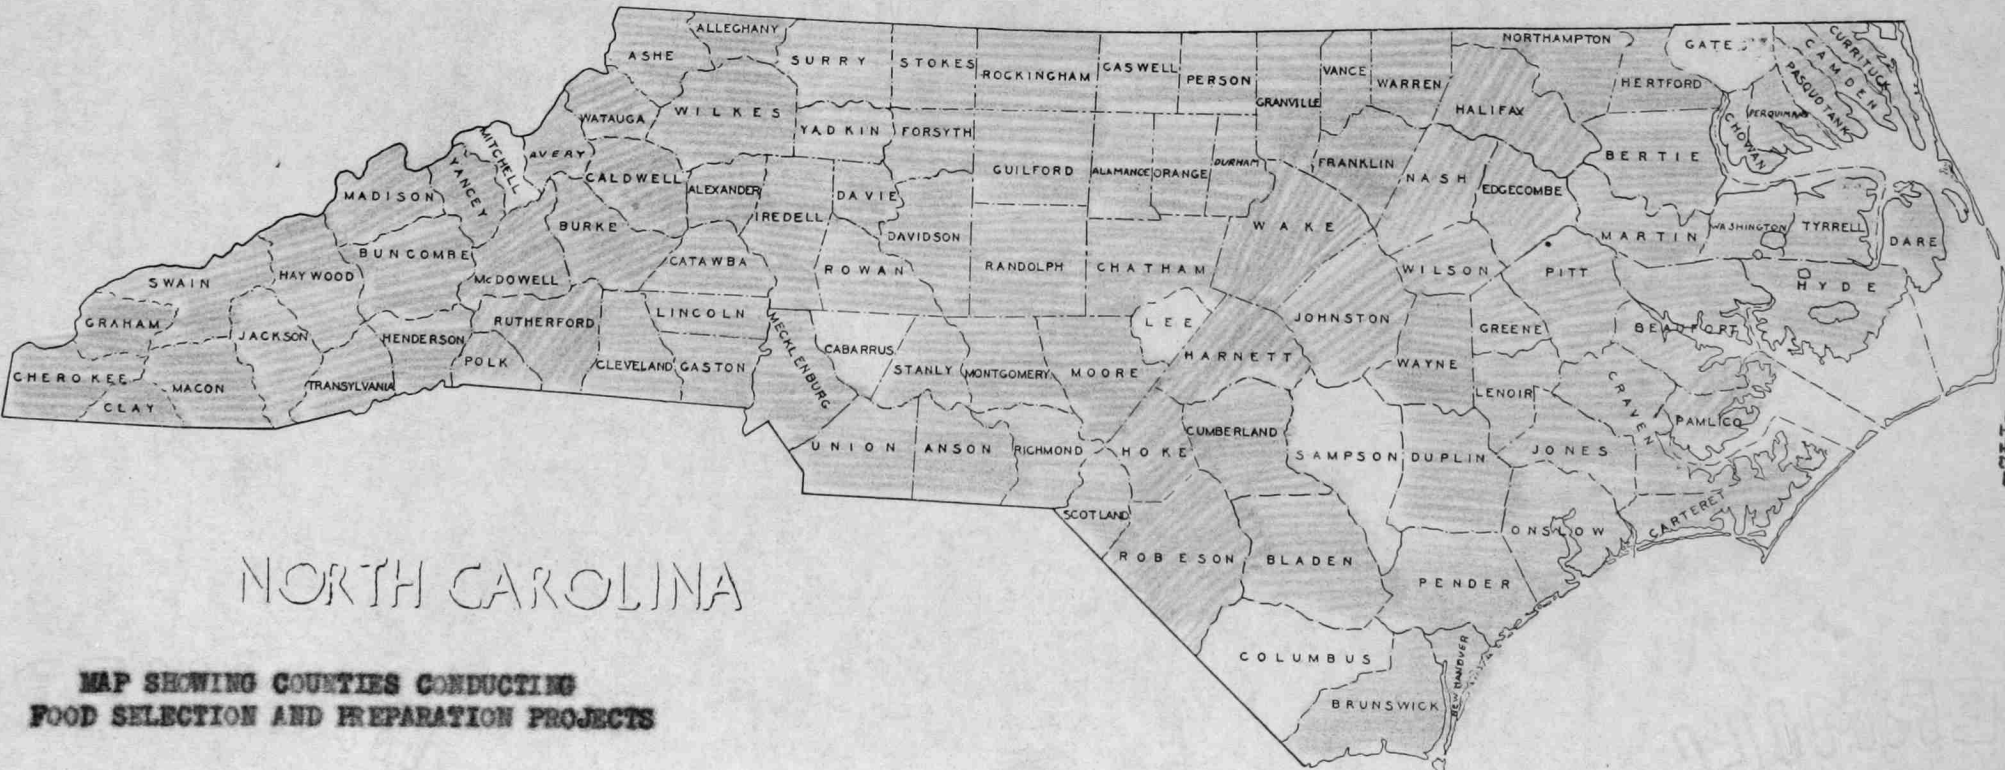 ALLEGHANY
ASHE
SURRY
STOKES
ROCKINGHAM
CASWELL
PERSON
GRANVILLE
VANCE
WARREN
NORTHAMPTON
GATES
CURRITUCK
CAMDEN
PASQUOTANK
PERQUIMANS
CHOWAN
HERTFORD
HALIFAX
WATAUGA
WILKES
YADKIN
FORSYTH
GUILFORD
ALAMANCE
ORANGE
DURHAM
FRANKLIN
NASH
EDGECOMBE
BERTIE
MITCHELL
AVERY
YANCEY
MADISON
CALDWELL
ALEXANDER
IREDELL
DAVIE
DAVIDSON
WAKE
MARTIN
WASHINGTON
TYRRELL
DARE
BURKE
BUNCOMBE
McDOWELL
CATAWBA
ROWAN
RANDOLPH
CHATHAM
WILSON
PITT
HYDE
SWAIN
HAYWOOD
GRAHAM
JACKSON
HENDERSON
RUTHERFORD
LINCOLN
MECKLENBURG
LEE
JOHNSTON
GREENE
BEAUFORT
CHEROKEE
MACON
CLAY
TRANSYLVANIA
POLK
CLEVELAND
GASTON
CABARRUS
STANLY
MONTGOMERY
MOORE
HARNETT
WAYNE
LENOIR
CRAVEN
PAMLICO
UNION
ANSON
RICHMOND
HOKE
CUMBERLAND
SAMPSON
DUPLIN
JONES
CARTERET
SCOTLAND
ROBESON
BLADEN
PENDER
ONSLOW
COLUMBUS
BRUNSWICK
NEW HANOVER
NORTH CAROLINA
MAP SHOWING COUNTIES CONDUCTING
FOOD SELECTION AND PREPARATION PROJECTS